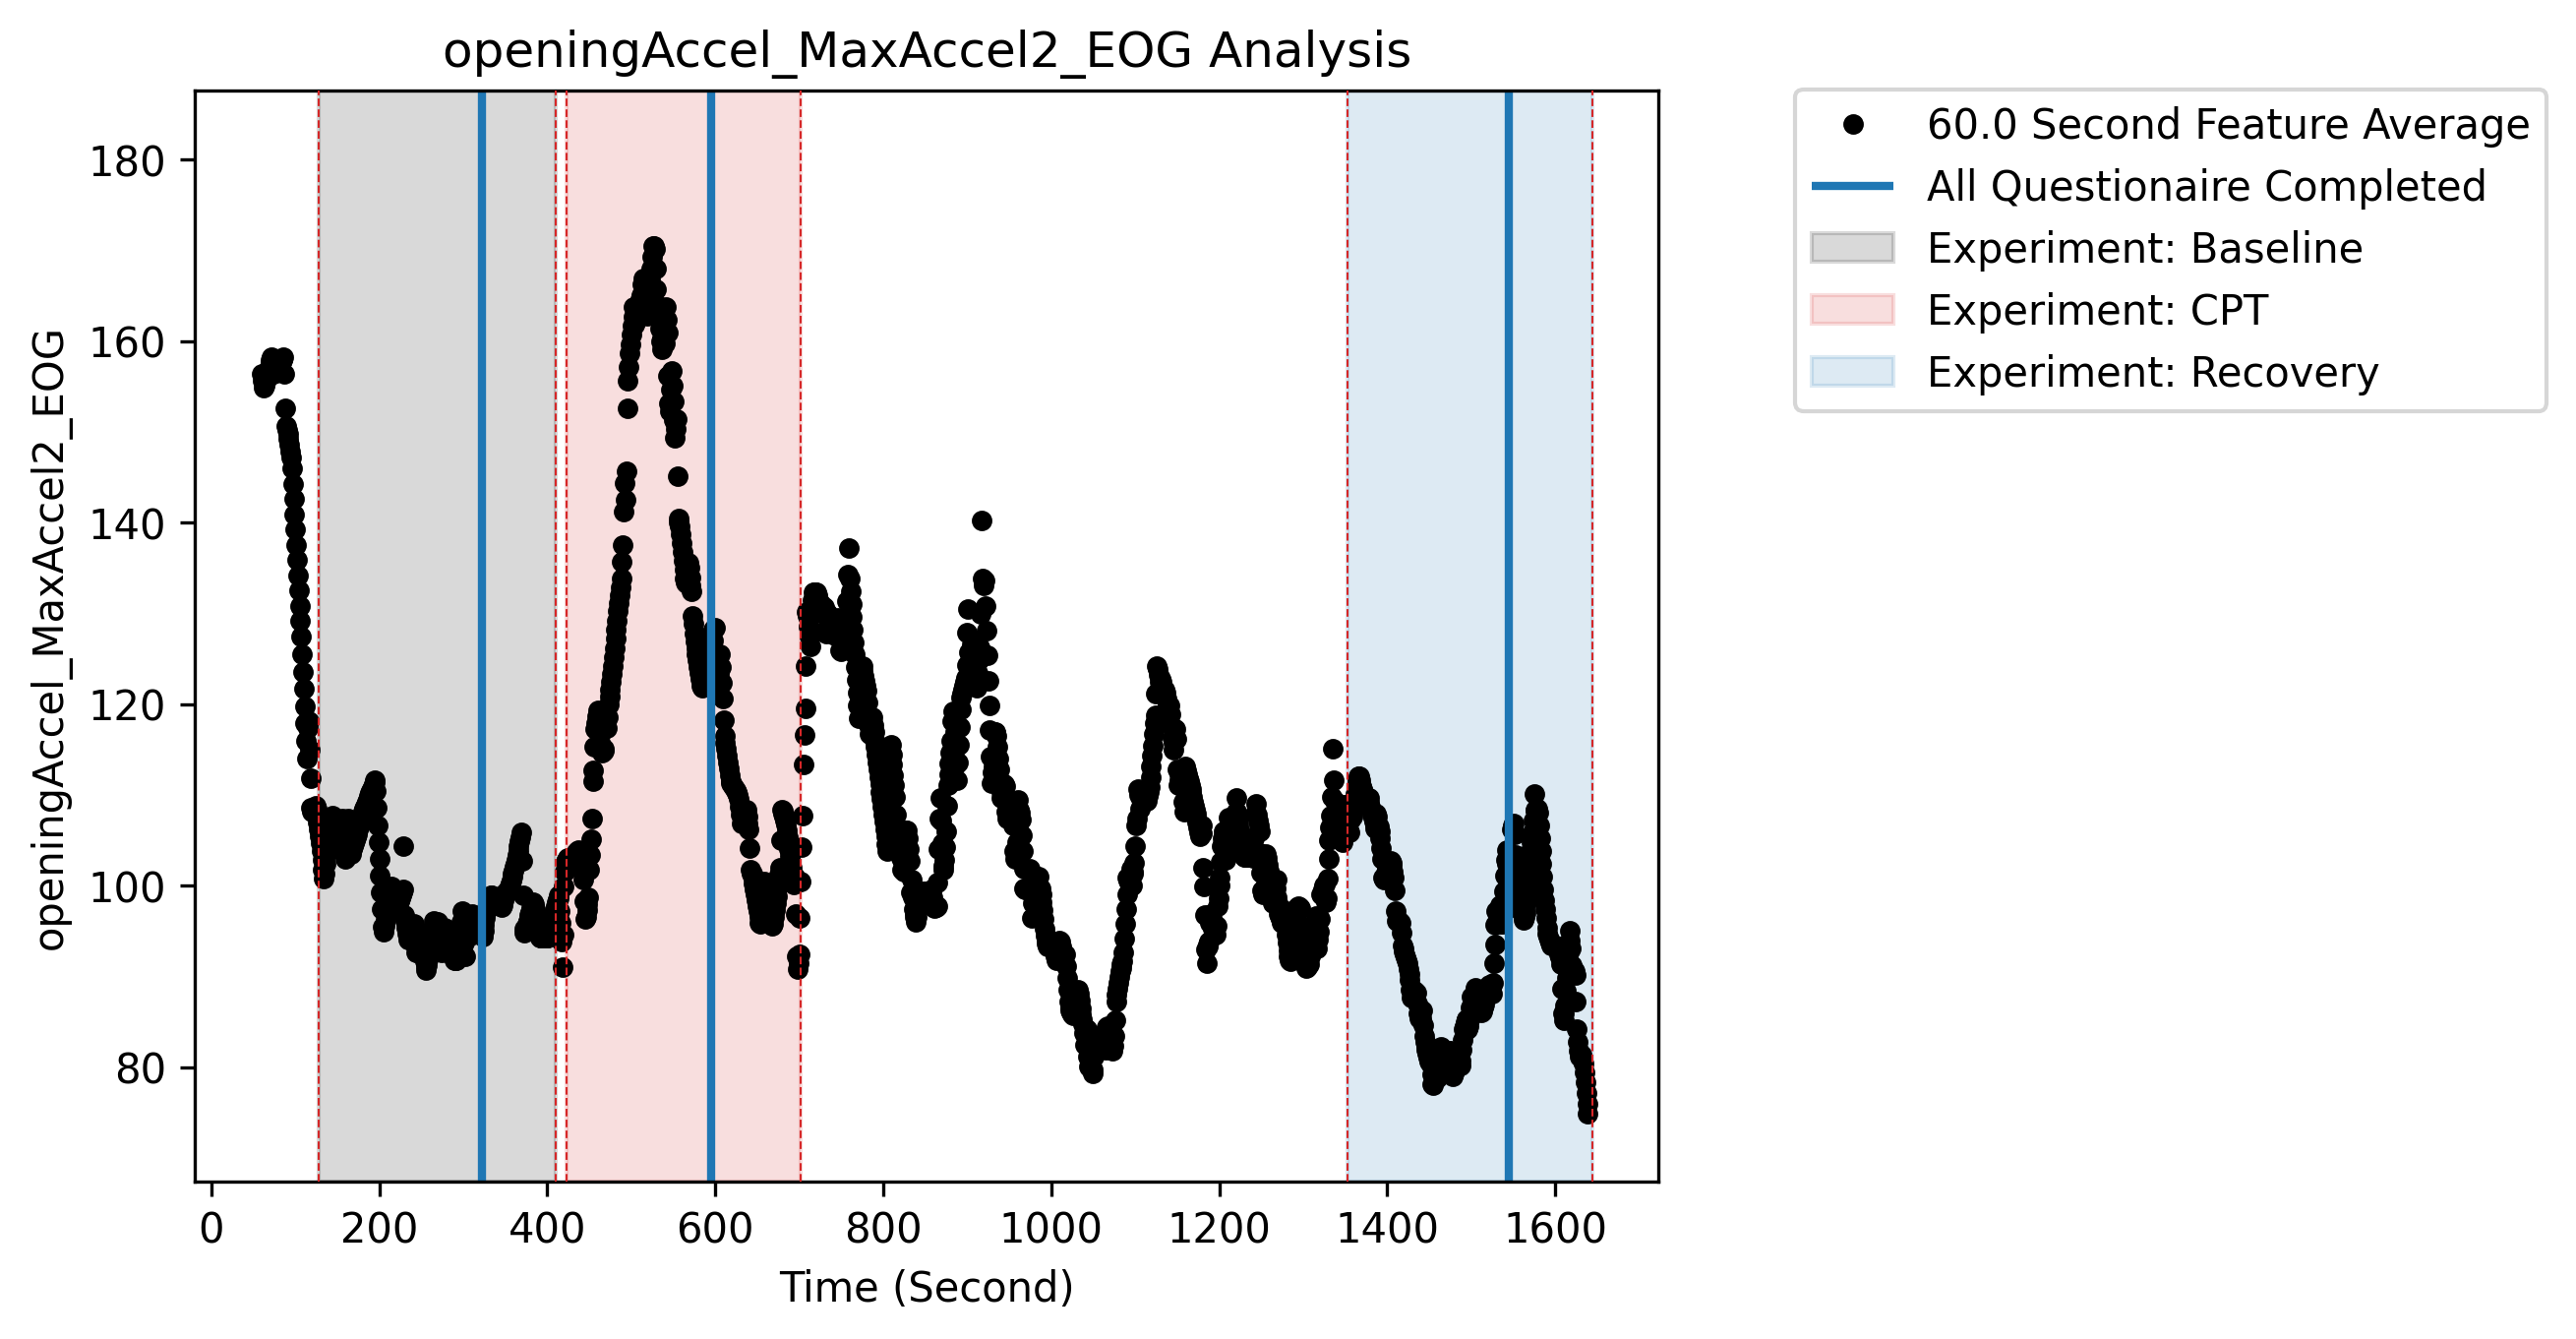 openingAccel_MaxAccel2_EOG Analysis
openingAccel_MaxAccel2_EOG
180
160
140
120
100
80
0 200 400 600 800 1000 1200 1400 1600
Time (Second)
60.0 Second Feature Average
All Questionaire Completed
Experiment: Baseline
Experiment: CPT
Experiment: Recovery